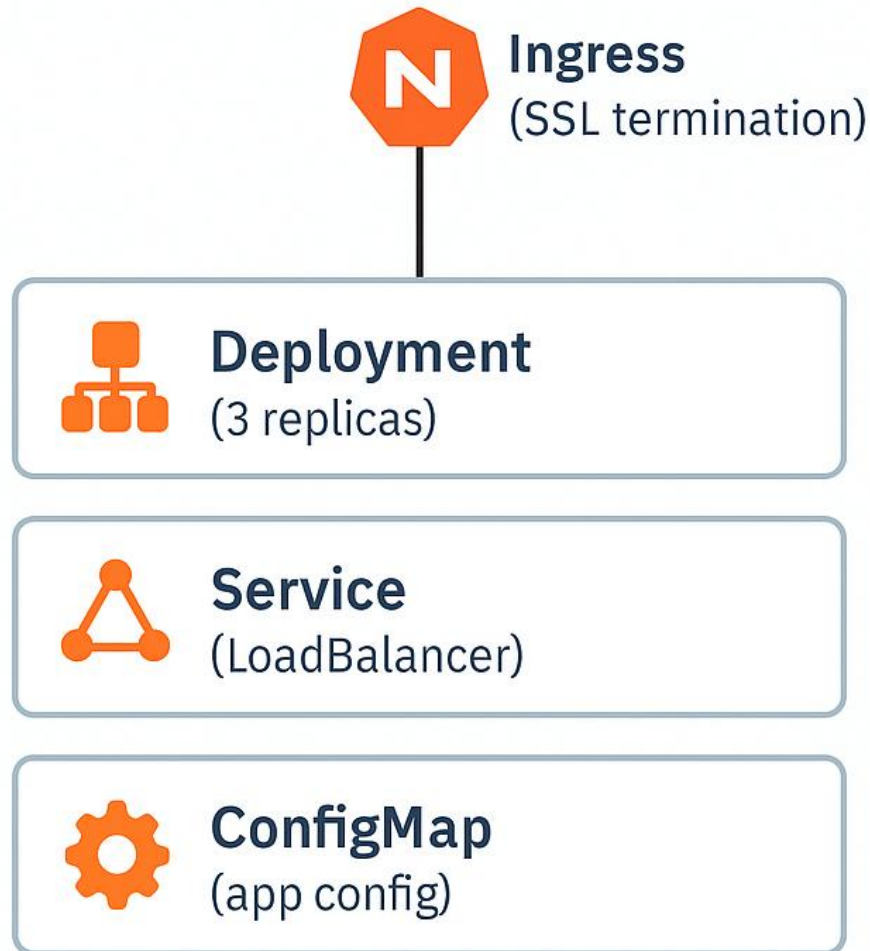 N
Ingress
(SSL termination)
Deployment
(3 replicas)
Service
(LoadBalancer)
ConfigMap
(app config)